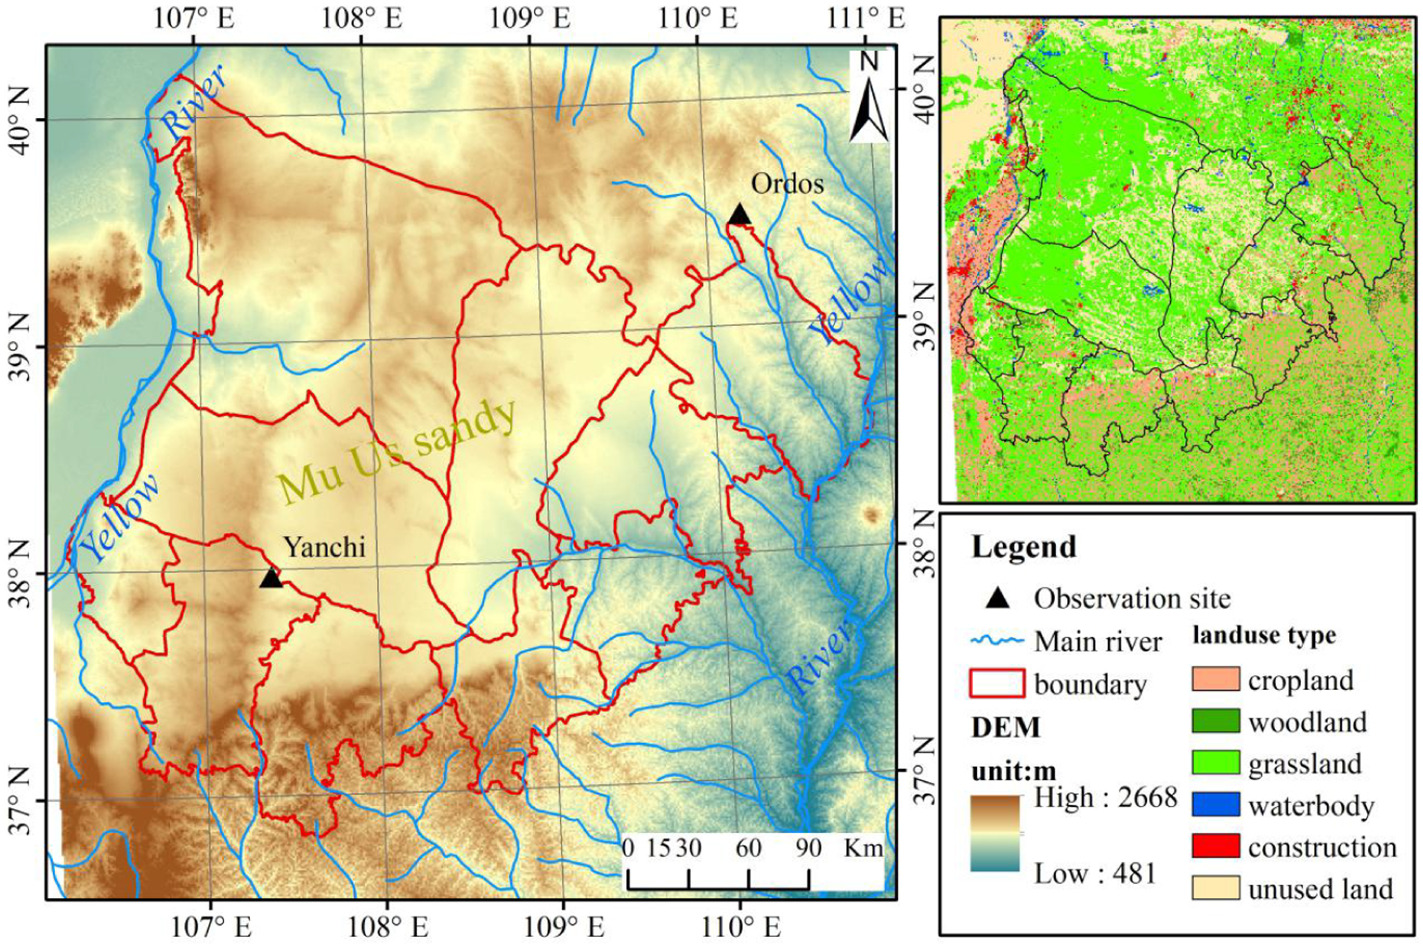 107° E 108° E 109° E 110° E 111° E
40° N
39° N
38° N
37° N
40° N
39° N
38° N
37° N
107° E 108° E 109° E 110° E
N
River
Ordos
Yellow
Mu Us sandy
Yellow
Yanchi
River
0 15 30 60 90 Km
Legend
Observation site
Main river
boundary
DEM
unit:m
High : 2668
Low : 481
landuse type
cropland
woodland
grassland
waterbody
construction
unused land